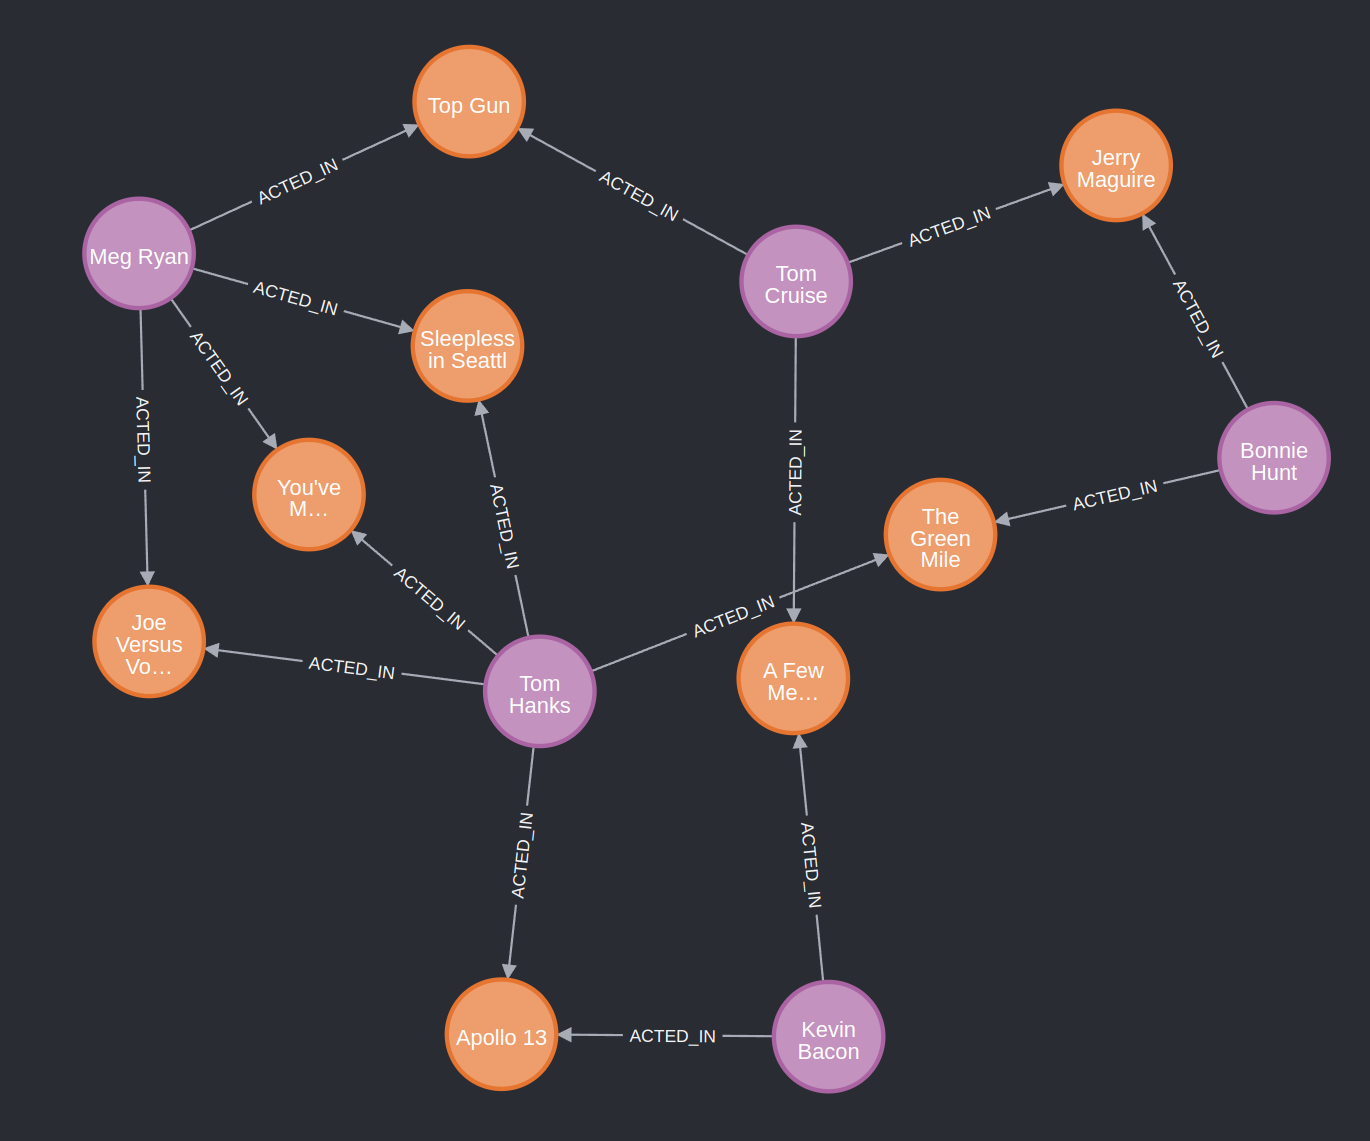 Top Gun
Jerry
Maguire
ACTED_IN
ACTED_IN
ACTED_IN
Meg Ryan
ACTED_IN
Tom
Cruise
ACTED_IN
ACTED_IN
Sleepless
in Seattl
ACTED_IN
ACTED_IN
ACTED_IN
Bonnie
Hunt
You've
M…
ACTED_IN
ACTED_IN
ACTED_IN
The
Green
Mile
ACTED_IN
ACTED_IN
Joe
Versus
Vo…
ACTED_IN
Tom
Hanks
A Few
Me…
ACTED_IN
ACTED_IN
Apollo 13
ACTED_IN
Kevin
Bacon